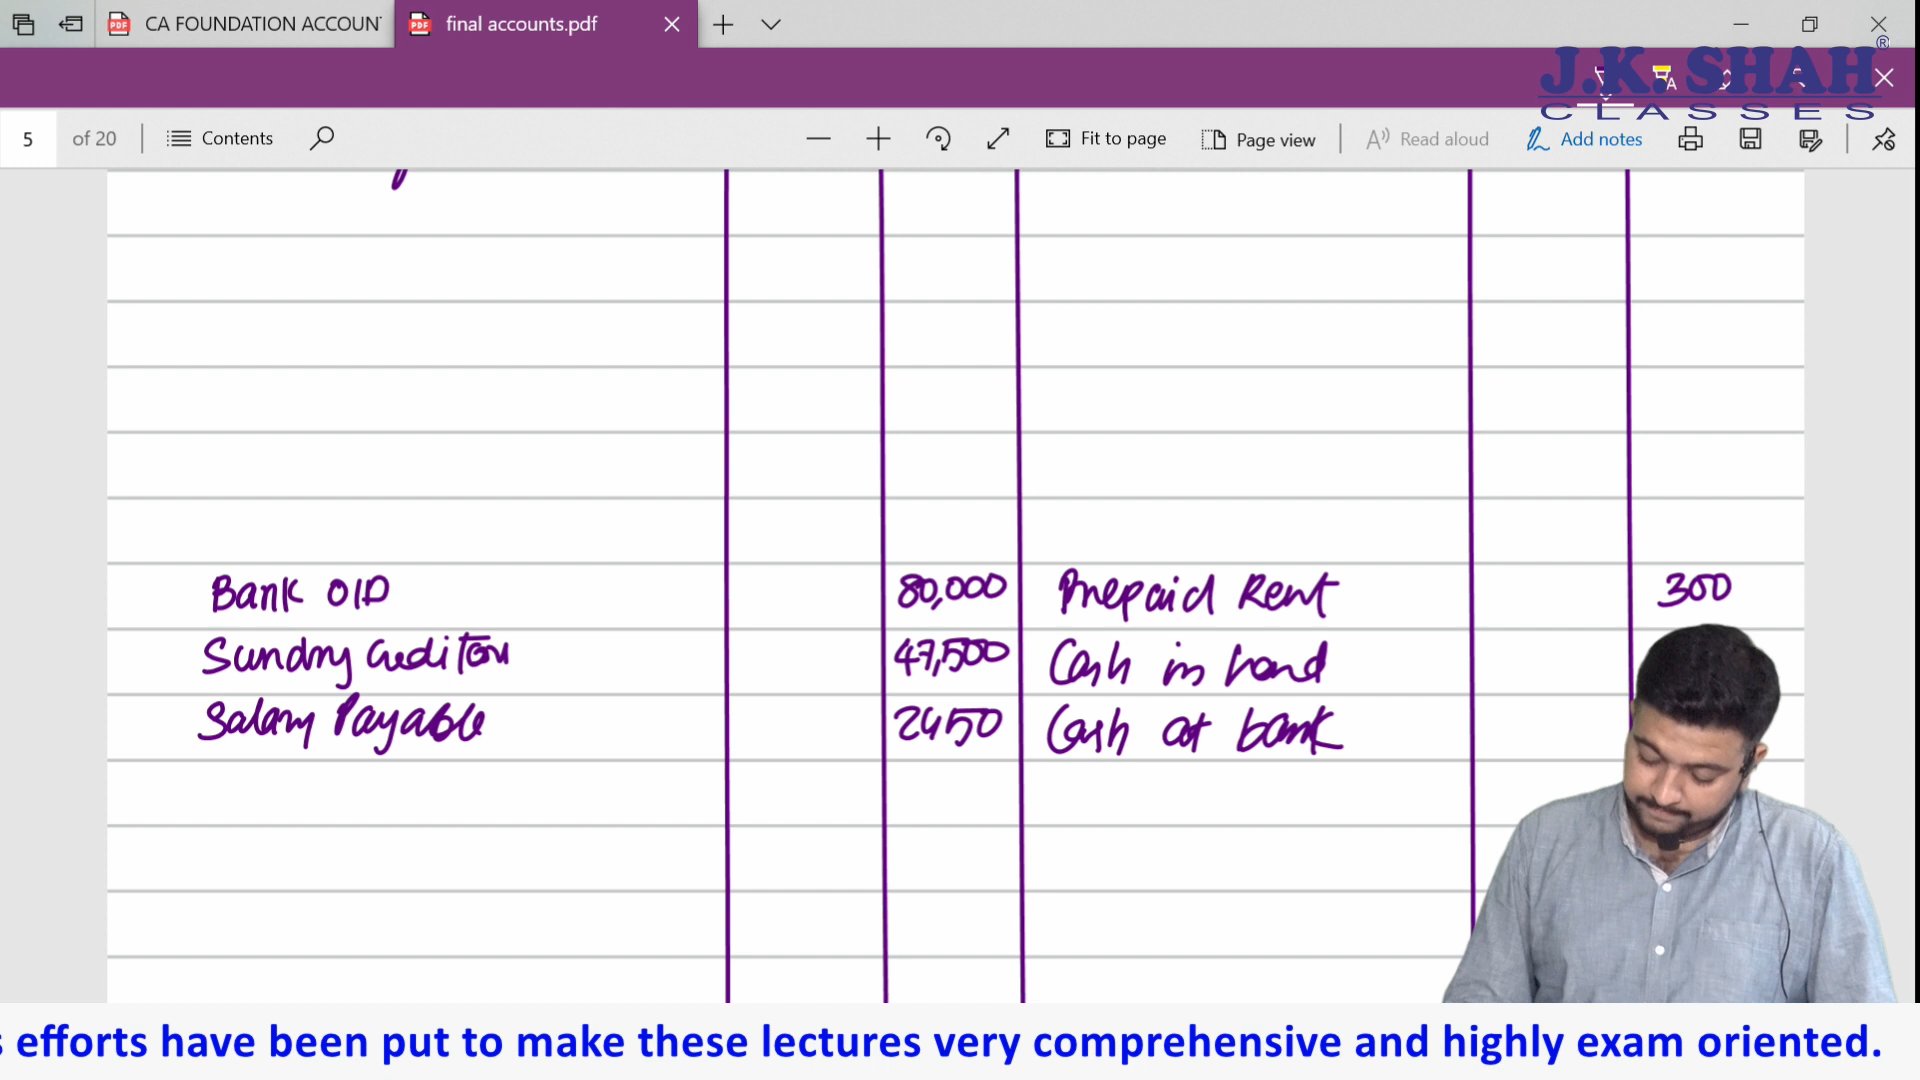 CA FOUNDATION ACCOUN
final accounts.pdf
J.K. SHAH®
CLASSES
5 of 20 Contents Fit to page Page view Read aloud Add notes
Bank O/D 80,000 Prepaid Rent 300
Sundry Creditors 47,500 Cash in hand
Salary Payable 2450 Cash at bank
efforts have been put to make these lectures very comprehensive and highly exam oriented.